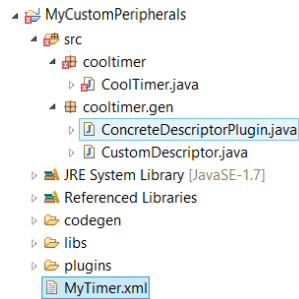 MyCustomPeripherals
src
cooltimer
CoolTimer.java
cooltimer.gen
ConcreteDescriptorPlugin.java
CustomDescriptor.java
JRE System Library [JavaSE-1.7]
Referenced Libraries
codegen
libs
plugins
MyTimer.xml